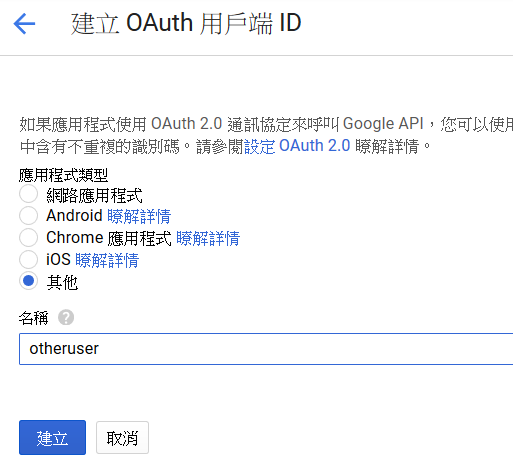 建立 OAuth 用戶端 ID
如果應用程式使用 OAuth 2.0 通訊協定來呼叫 Google API，您可以使用
中含有不重複的識別碼。請參閱設定 OAuth 2.0 瞭解詳情。
應用程式類型
網路應用程式
Android 瞭解詳情
Chrome 應用程式 瞭解詳情
iOS 瞭解詳情
其他
名稱 ?
otheruser
建立 取消